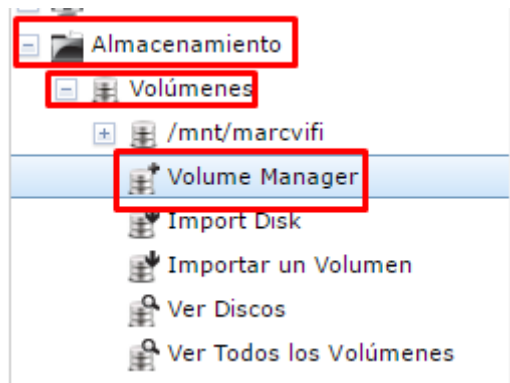 Almacenamiento
Volúmenes
/mnt/marcvifi
Volume Manager
Import Disk
Importar un Volumen
Ver Discos
Ver Todos los Volúmenes